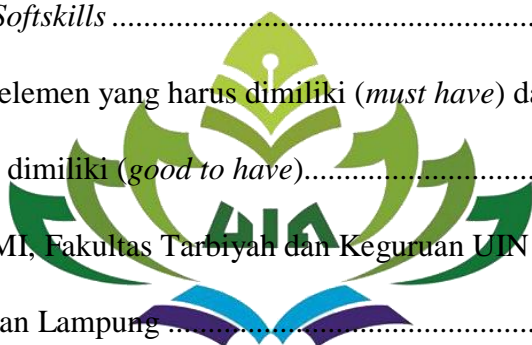 Softskills ........................................................
elemen yang harus dimiliki (must have) da
dimiliki (good to have)................................
MI, Fakultas Tarbiyah dan Keguruan UIN
UIN
an Lampung ................................................